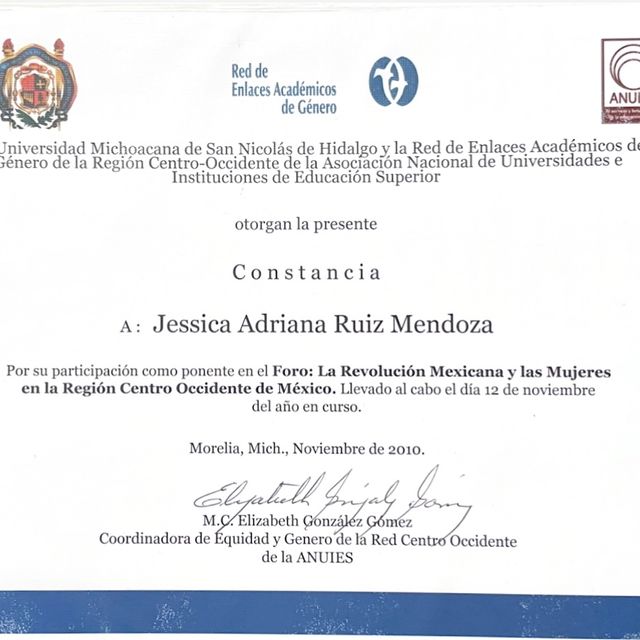 Red de
Enlaces Académicos
de Género
ANUIES
Universidad Michoacana de San Nicolás de Hidalgo y la Red de Enlaces Académicos de
Género de la Región Centro-Occidente de la Asociación Nacional de Universidades e
Instituciones de Educación Superior
otorgan la presente
Constancia
A: Jessica Adriana Ruiz Mendoza
Por su participación como ponente en el Foro: La Revolución Mexicana y las Mujeres
en la Región Centro Occidente de México. Llevado al cabo el día 12 de noviembre
del año en curso.
Morelia, Mich., Noviembre de 2010.
M.C. Elizabeth González Gómez
Coordinadora de Equidad y Genero de la Red Centro Occidente
de la ANUIES